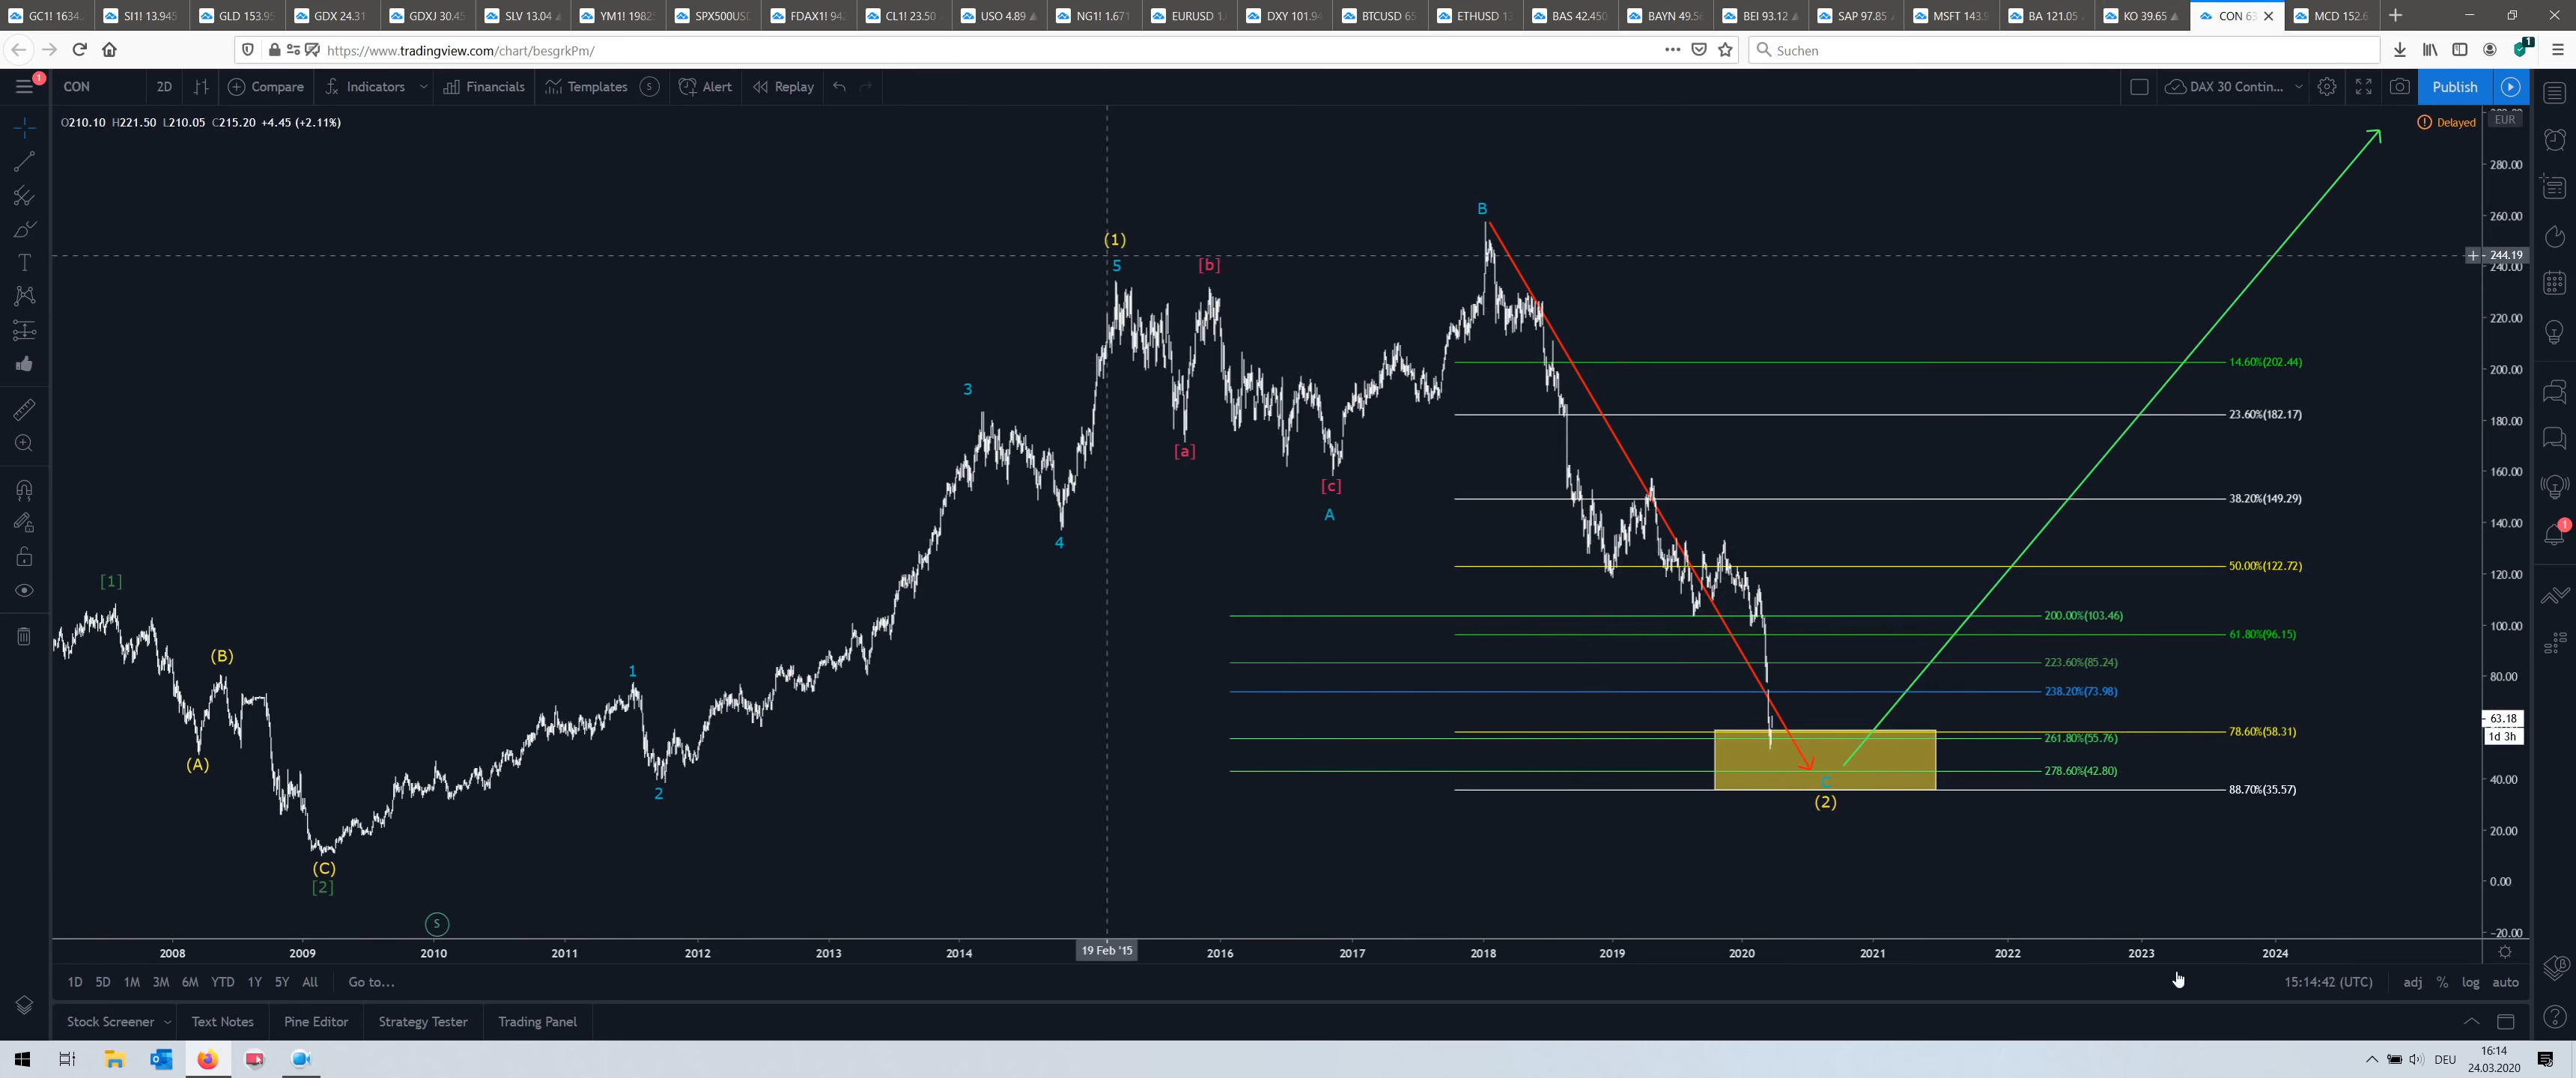 GC1! 1634.
SI1! 13.945
GLD 153.95
GDX 24.31
GDXJ 30.45
SLV 13.04
YM1! 1982
SPX500USD
FDAX1! 94
CL1! 23.50
USO 4.89
NG1! 1.671
EURUSD 1.
DXY 101.94
BTCUSD 65
ETHUSD 13
BAS 42.450
BAYN 49.5
BEI 93.12
SAP 97.85
MSFT 143.9
BA 121.05
KO 39.65
CON 63
MCD 152.6
https://www.tradingview.com/chart/besgrkPm/
Suchen
1
1
CON
2D
Compare
Indicators
Financials
Templates
S
Alert
Replay
DAX 30 Contin...
Publish
O210.10 H221.50 L210.05 C215.20 +4.45 (+2.11%)
Delayed
EUR
280.00
260.00
244.19
240.00
220.00
200.00
180.00
160.00
140.00
120.00
100.00
80.00
63.18
1d 3h
40.00
20.00
0.00
-20.00
B
(1)
5
[b]
3
[a]
[c]
A
4
[1]
(B)
1
(A)
2
(C)
[2]
C
(2)
14.60%(202.44)
23.60%(182.17)
38.20%(149.29)
50.00%(122.72)
200.00%(103.46)
61.80%(96.15)
223.60%(85.24)
238.20%(73.98)
78.60%(58.31)
261.80%(55.76)
278.60%(42.80)
88.70%(35.57)
S
1
2008
2009
2010
2011
2012
2013
2014
19 Feb '15
2016
2017
2018
2019
2020
2021
2022
2023
2024
1D 5D 1M 3M 6M YTD 1Y 5Y All
Go to...
15:14:42 (UTC)
adj % log auto
Stock Screener
Text Notes
Pine Editor
Strategy Tester
Trading Panel
DEU
16:14
24.03.2020